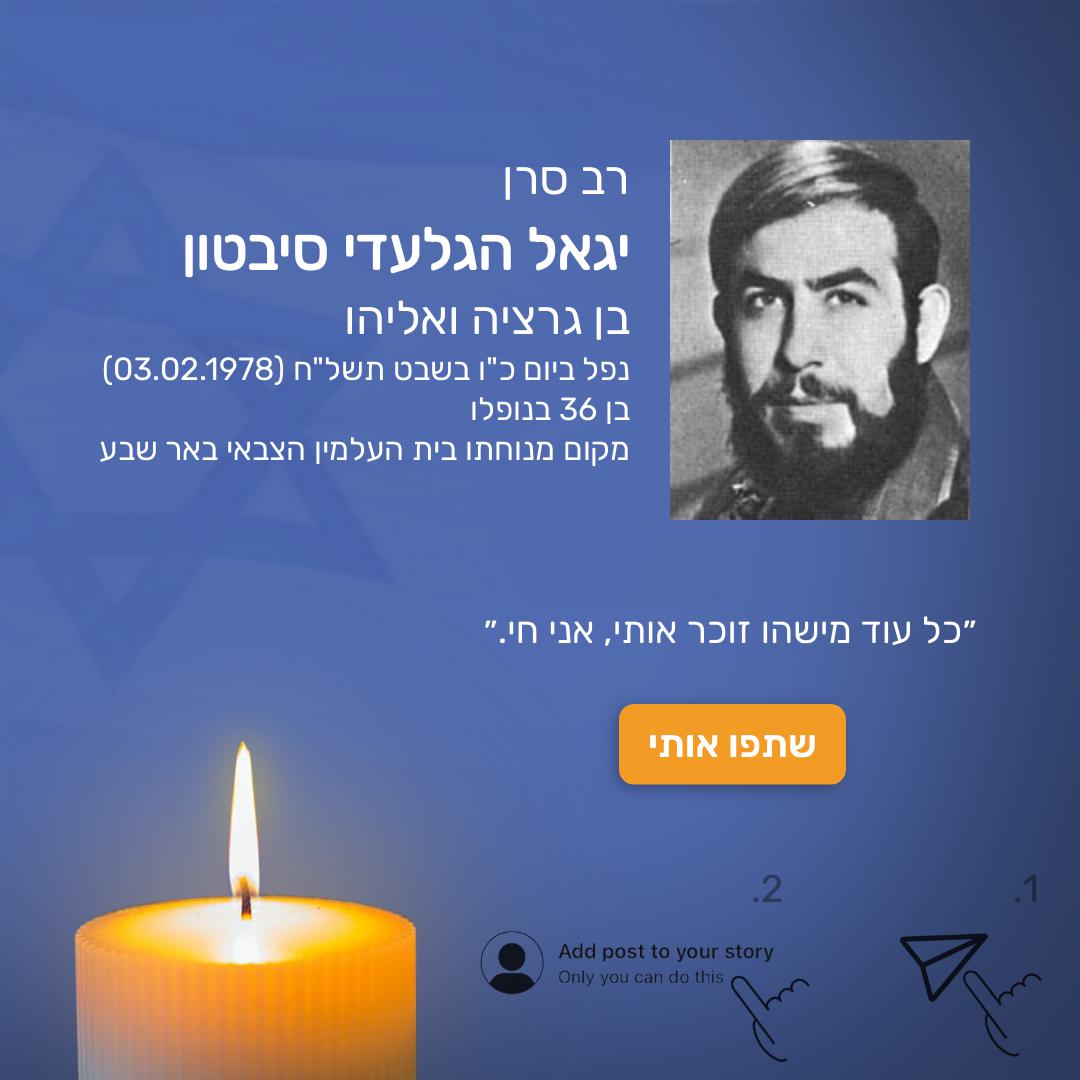 רב סרן
יגאל הגלעדי סיבטון
בן גרציה ואליהו
נפל ביום כ"ו בשבט תשל"ח (03.02.1978)
בן 36 בנופלו
מקום מנוחתו בית העלמין הצבאי באר שבע
״כל עוד מישהו זוכר אותי, אני חי.״
שתפו אותי
1.
2.
Add post to your story
Only you can do this